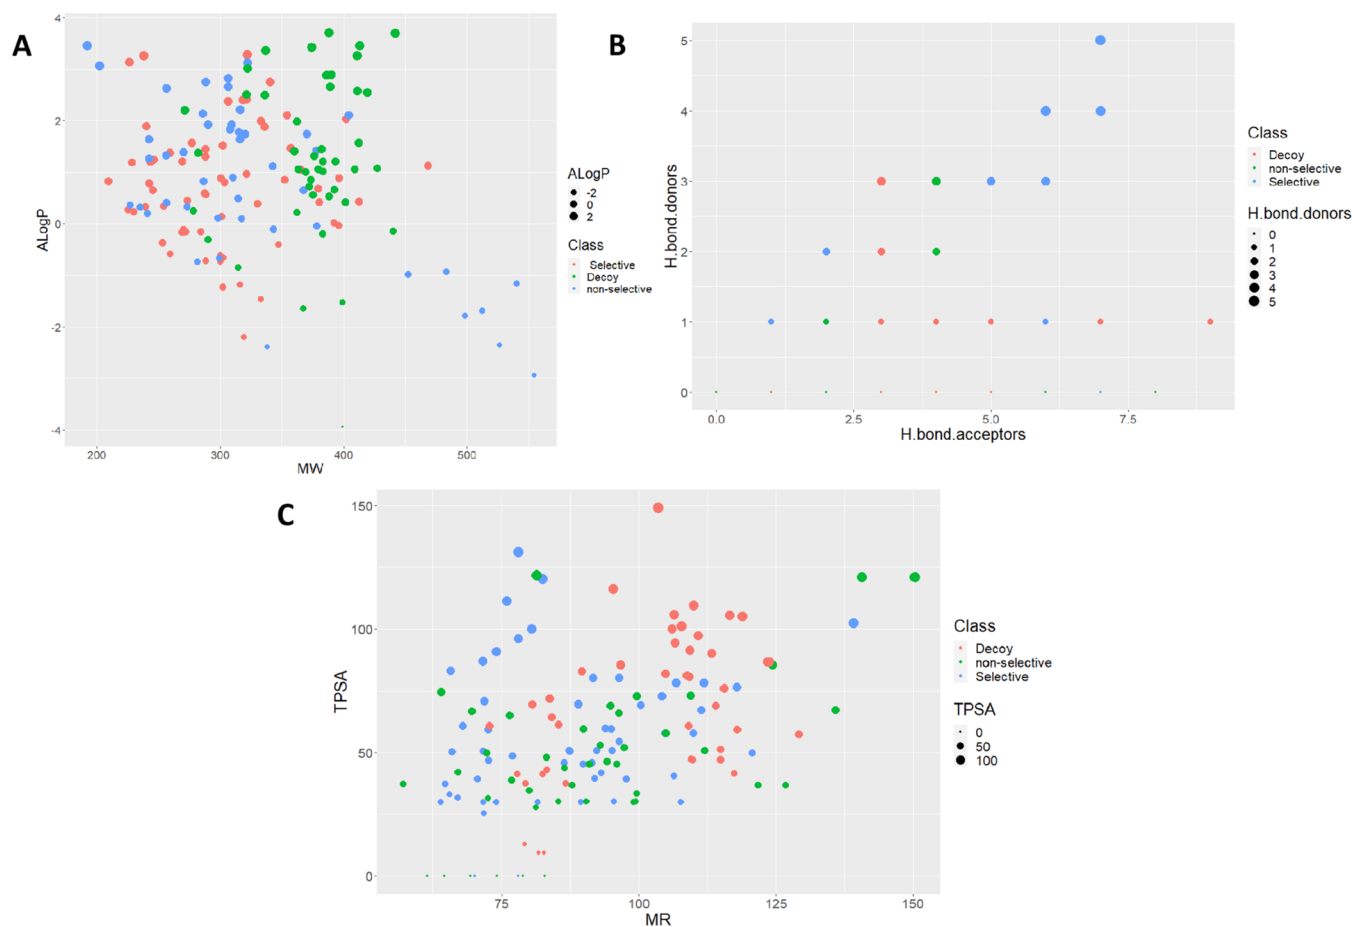 A
4
2
0
-2
-4
ALogP
200
300
400
500
MW
ALogP
-2
0
2
Class
Selective
Decoy
non-selective
B
5
4
3
2
1
0
H.bond.donors
0.0
2.5
5.0
7.5
H.bond.acceptors
Class
Decoy
non-selective
Selective
H.bond.donors
0
1
2
3
4
5
C
150
100
50
0
TPSA
75
100
125
150
MR
Class
Decoy
non-selective
Selective
TPSA
0
50
100